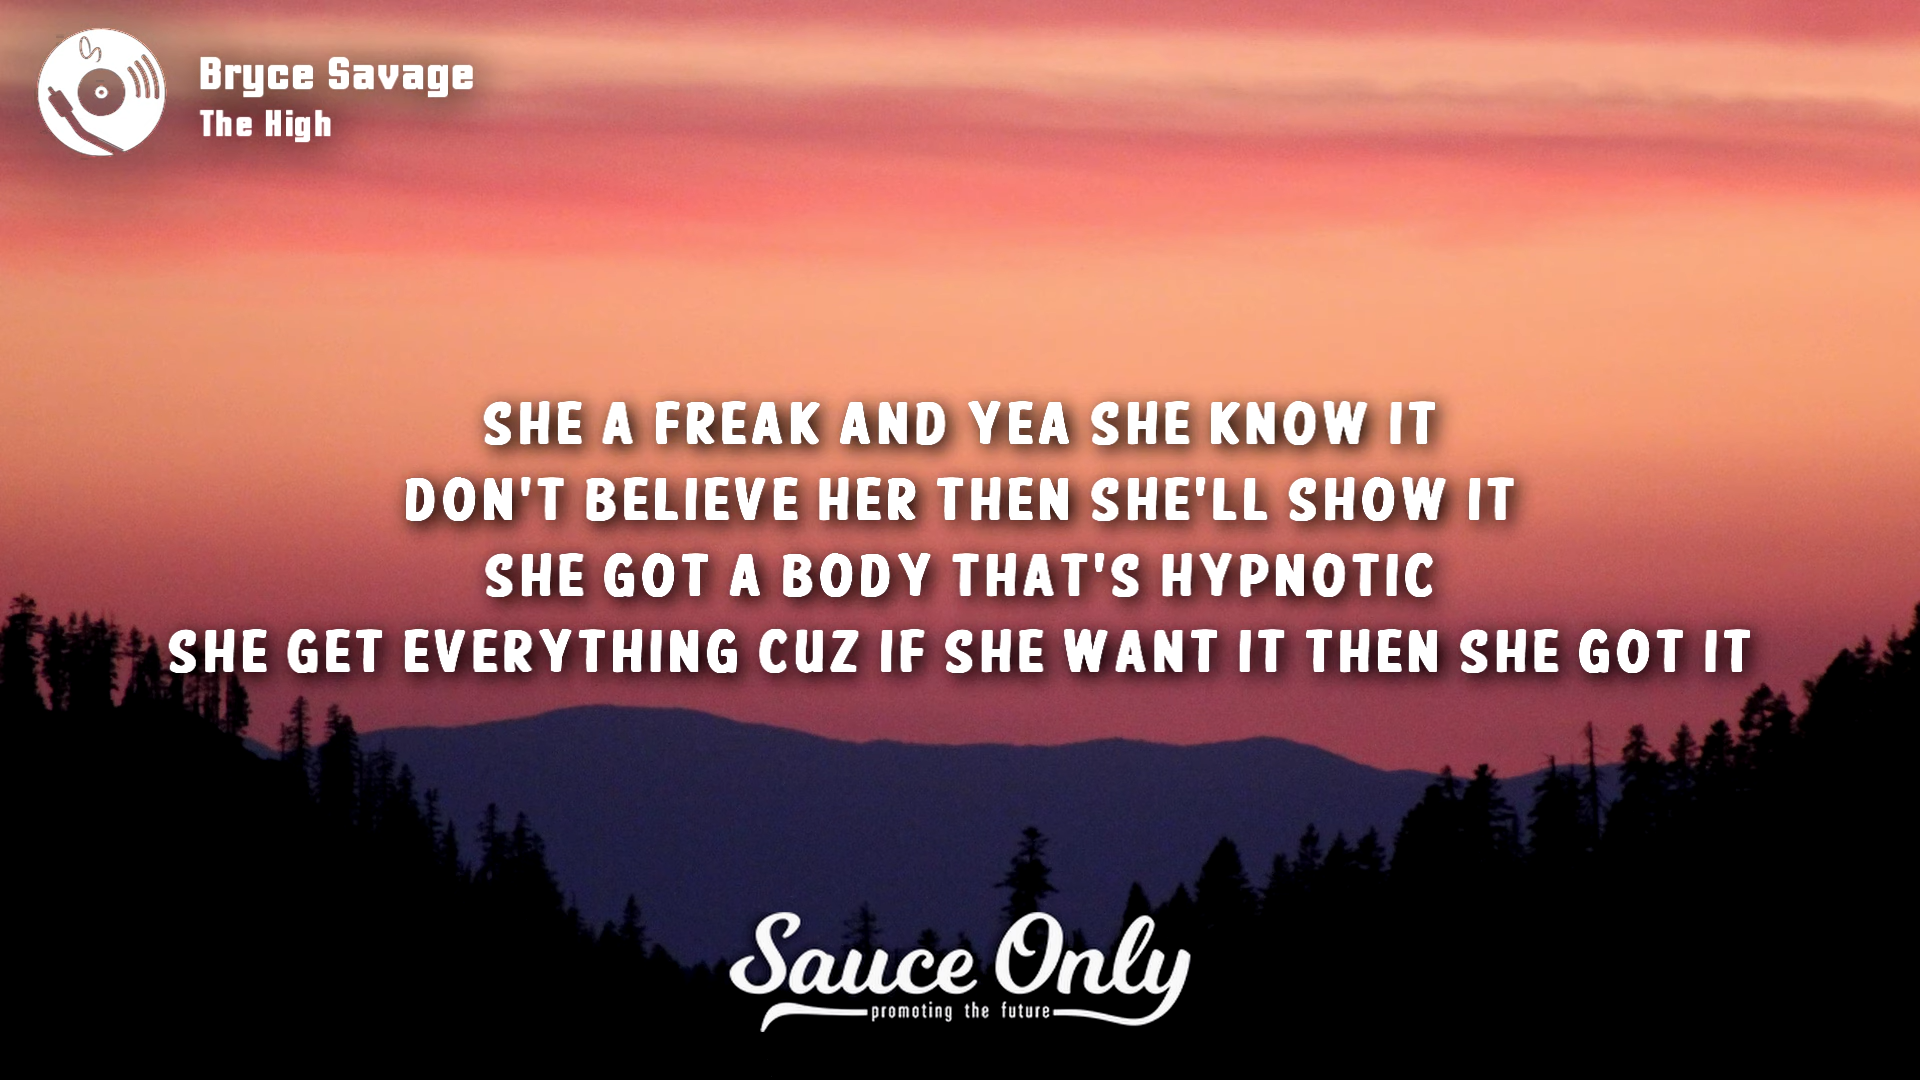 Bryce Savage
The High
SHE A FREAK AND YEA SHE KNOW IT
DON'T BELIEVE HER THEN SHE'LL SHOW IT
SHE GOT A BODY THAT'S HYPNOTIC
SHE GET EVERYTHING CUZ IF SHE WANT IT THEN SHE GOT IT
Sauce Only
promoting the future